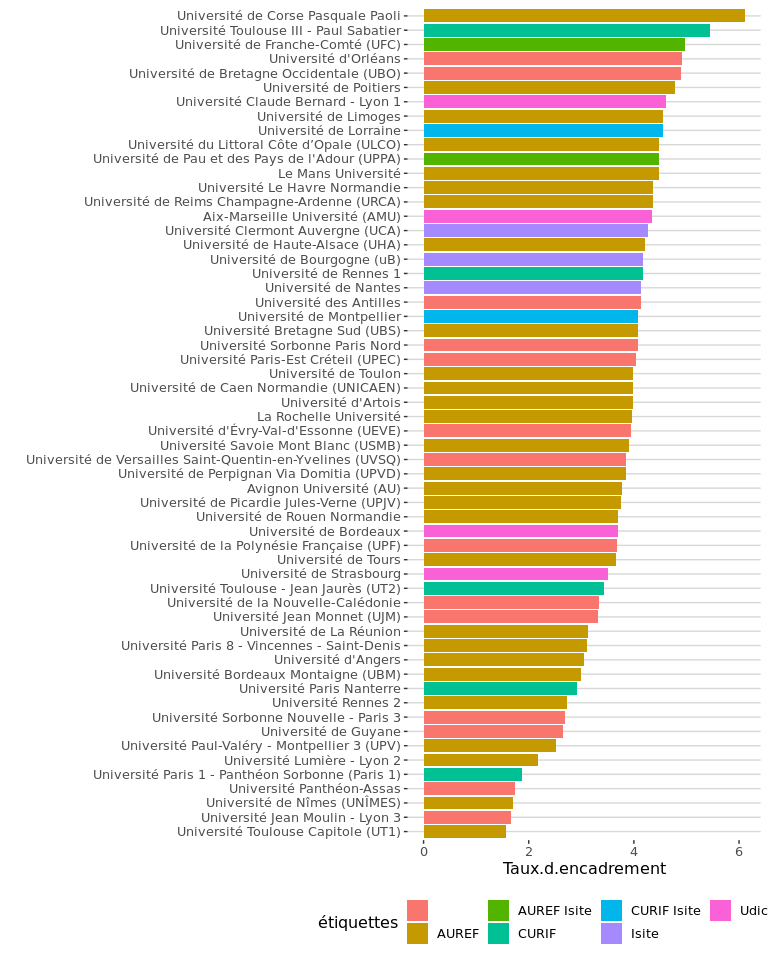 Université de Corse Pasquale Paoli
Université Toulouse III - Paul Sabatier
Université de Franche-Comté (UFC)
Université d'Orléans
Université de Bretagne Occidentale (UBO)
Université de Poitiers
Université Claude Bernard - Lyon 1
Université de Limoges
Université de Lorraine
Université du Littoral Côte d’Opale (ULCO)
Université de Pau et des Pays de l'Adour (UPPA)
Le Mans Université
Université Le Havre Normandie
Université de Reims Champagne-Ardenne (URCA)
Aix-Marseille Université (AMU)
Université Clermont Auvergne (UCA)
Université de Haute-Alsace (UHA)
Université de Bourgogne (uB)
Université de Rennes 1
Université de Nantes
Université des Antilles
Université de Montpellier
Université Bretagne Sud (UBS)
Université Sorbonne Paris Nord
Université Paris-Est Créteil (UPEC)
Université de Toulon
Université de Caen Normandie (UNICAEN)
Université d'Artois
La Rochelle Université
Université d'Évry-Val-d'Essonne (UEVE)
Université Savoie Mont Blanc (USMB)
Université de Versailles Saint-Quentin-en-Yvelines (UVSQ)
Université de Perpignan Via Domitia (UPVD)
Avignon Université (AU)
Université de Picardie Jules-Verne (UPJV)
Université de Rouen Normandie
Université de Bordeaux
Université de la Polynésie Française (UPF)
Université de Tours
Université de Strasbourg
Université Toulouse - Jean Jaurès (UT2)
Université de la Nouvelle-Calédonie
Université Jean Monnet (UJM)
Université de La Réunion
Université Paris 8 - Vincennes - Saint-Denis
Université d'Angers
Université Bordeaux Montaigne (UBM)
Université Paris Nanterre
Université Rennes 2
Université Sorbonne Nouvelle - Paris 3
Université de Guyane
Université Paul-Valéry - Montpellier 3 (UPV)
Université Lumière - Lyon 2
Université Paris 1 - Panthéon Sorbonne (Paris 1)
Université Panthéon-Assas
Université de Nîmes (UNÎMES)
Université Jean Moulin - Lyon 3
Université Toulouse Capitole (UT1)
0 2 4 6
Taux.d.encadrement
étiquettes
AUREF Isite CURIF Isite Udic
AUREF CURIF Isite